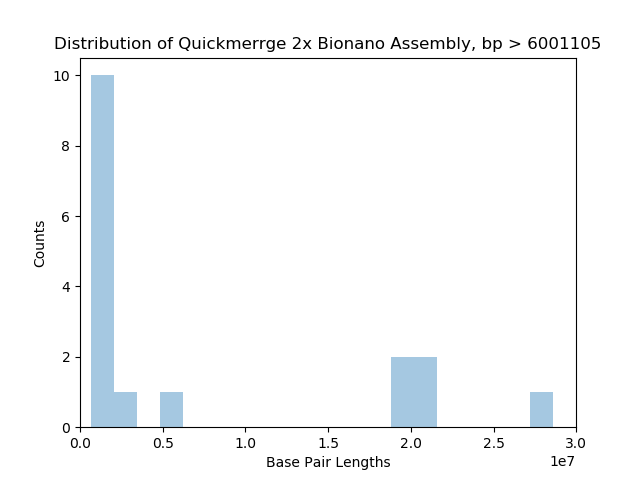 Distribution of Quickmerrge 2x Bionano Assembly, bp > 6001105
Counts
10
8
6
4
2
0
0.0 0.5 1.0 1.5 2.0 2.5 3.0
1e7
Base Pair Lengths